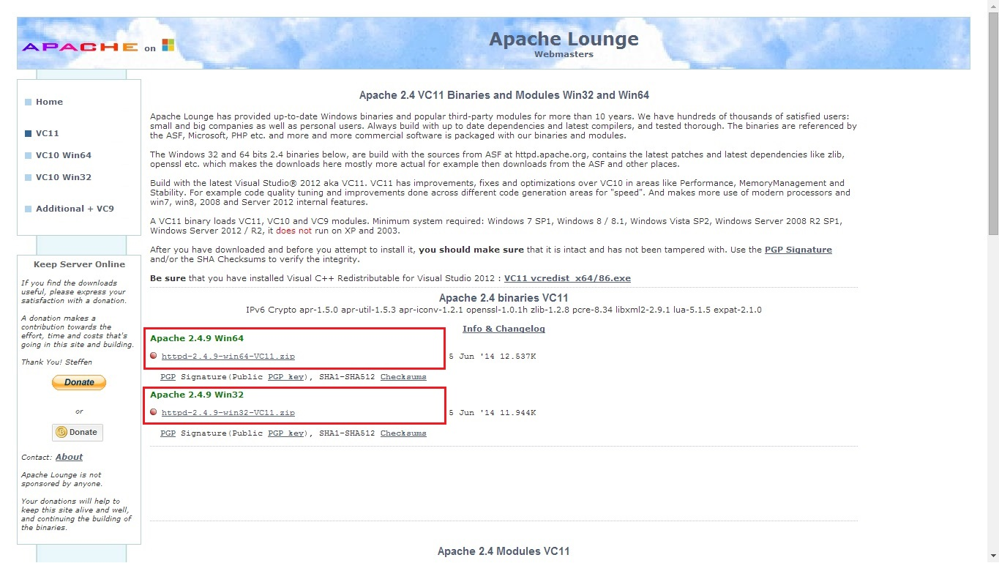 APACHE on
Apache Lounge
Webmasters
Home
VC11
VC10 Win64
VC10 Win32
Additional + VC9
Keep Server Online
If you find the downloads
useful, please express your
satisfaction with a donation.
A donation makes a
contribution towards the
effort, time and costs that's
going in this site and building.
Thank You! Steffen
Donate
or
Donate
Contact: About
Apache Lounge is not
sponsored by anyone.
Your donations will help to
keep this site alive and well,
and continuing the building of
the binaries.
Apache 2.4 VC11 Binaries and Modules Win32 and Win64
Apache Lounge has provided up-to-date Windows binaries and popular third-party modules for more than 10 years. We have hundreds of thousands of satisfied users:
small and big companies as well as personal users. Always build with up to date dependencies and latest compilers, and tested thorough. The binaries are referenced by
the ASF, Microsoft, PHP etc. and more and more commercial software is packaged with our binaries and modules.
The Windows 32 and 64 bits 2.4 binaries below, are build with the sources from ASF at httpd.apache.org, contains the latest patches and latest dependencies like zlib,
openssl etc. which makes the downloads here mostly more actual for example then downloads from the ASF and other places.
Build with the latest Visual Studio® 2012 aka VC11. VC11 has improvements, fixes and optimizations over VC10 in areas like Performance, MemoryManagement and
Stability. For example code quality tuning and improvements done across different code generation areas for "speed". And makes more use of modern processors and
win7, win8, 2008 and Server 2012 internal features.
A VC11 binary loads VC11, VC10 and VC9 modules. Minimum system required: Windows 7 SP1, Windows 8 / 8.1, Windows Vista SP2, Windows Server 2008 R2 SP1,
Windows Server 2012 / R2, it does not run on XP and 2003.
After you have downloaded and before you attempt to install it, you should make sure that it is intact and has not been tampered with. Use the PGP Signature
and/or the SHA Checksums to verify the integrity.
Be sure that you have installed Visual C++ Redistributable for Visual Studio 2012 : VC11 vcredist_x64/86.exe
Apache 2.4 binaries VC11
IPv6 Crypto apr-1.5.0 apr-util-1.5.3 apr-iconv-1.2.1 openssl-1.0.1h zlib-1.2.8 pcre-8.34 libxml2-2.9.1 lua-5.1.5 expat-2.1.0
Info & Changelog
Apache 2.4.9 Win64
httpd-2.4.9-win64-VC11.zip 5 Jun '14 12.537K
PGP Signature(Public PGP key), SHA1-SHA512 Checksums
Apache 2.4.9 Win32
httpd-2.4.9-win32-VC11.zip 5 Jun '14 11.944K
PGP Signature(Public PGP key), SHA1-SHA512 Checksums
Apache 2.4 Modules VC11